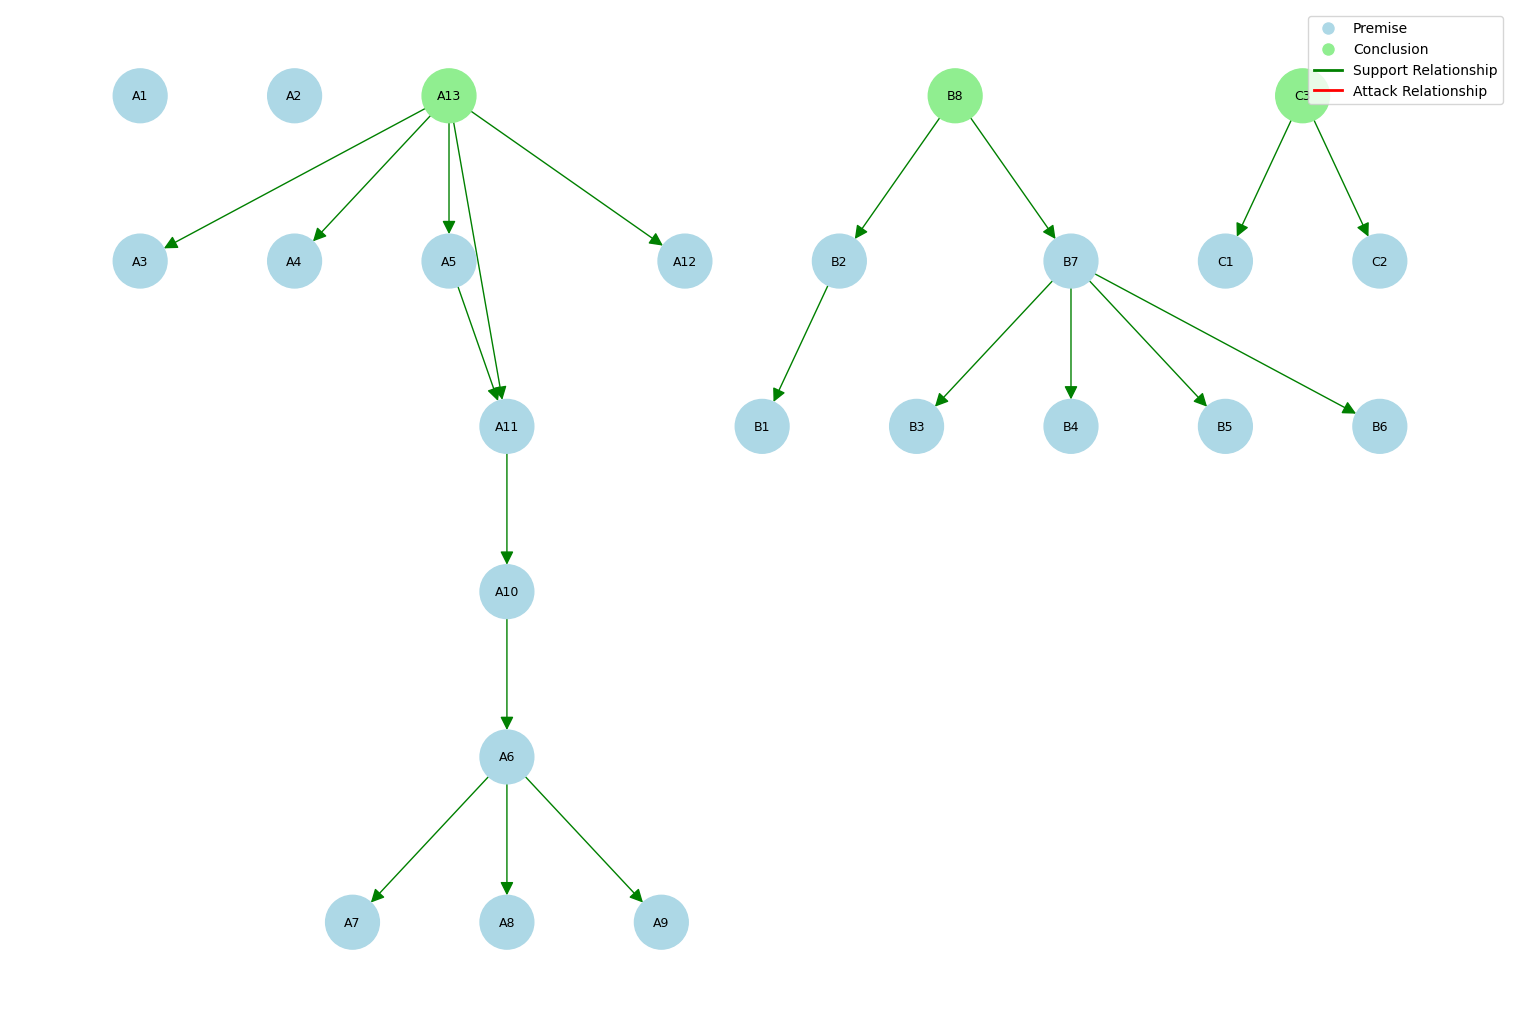 Premise
Conclusion
Support Relationship
Attack Relationship
A1
A2
A13
B8
C3
A3
A4
A5
A12
B2
B7
C1
C2
A11
B1
B3
B4
B5
B6
A10
A6
A7
A8
A9